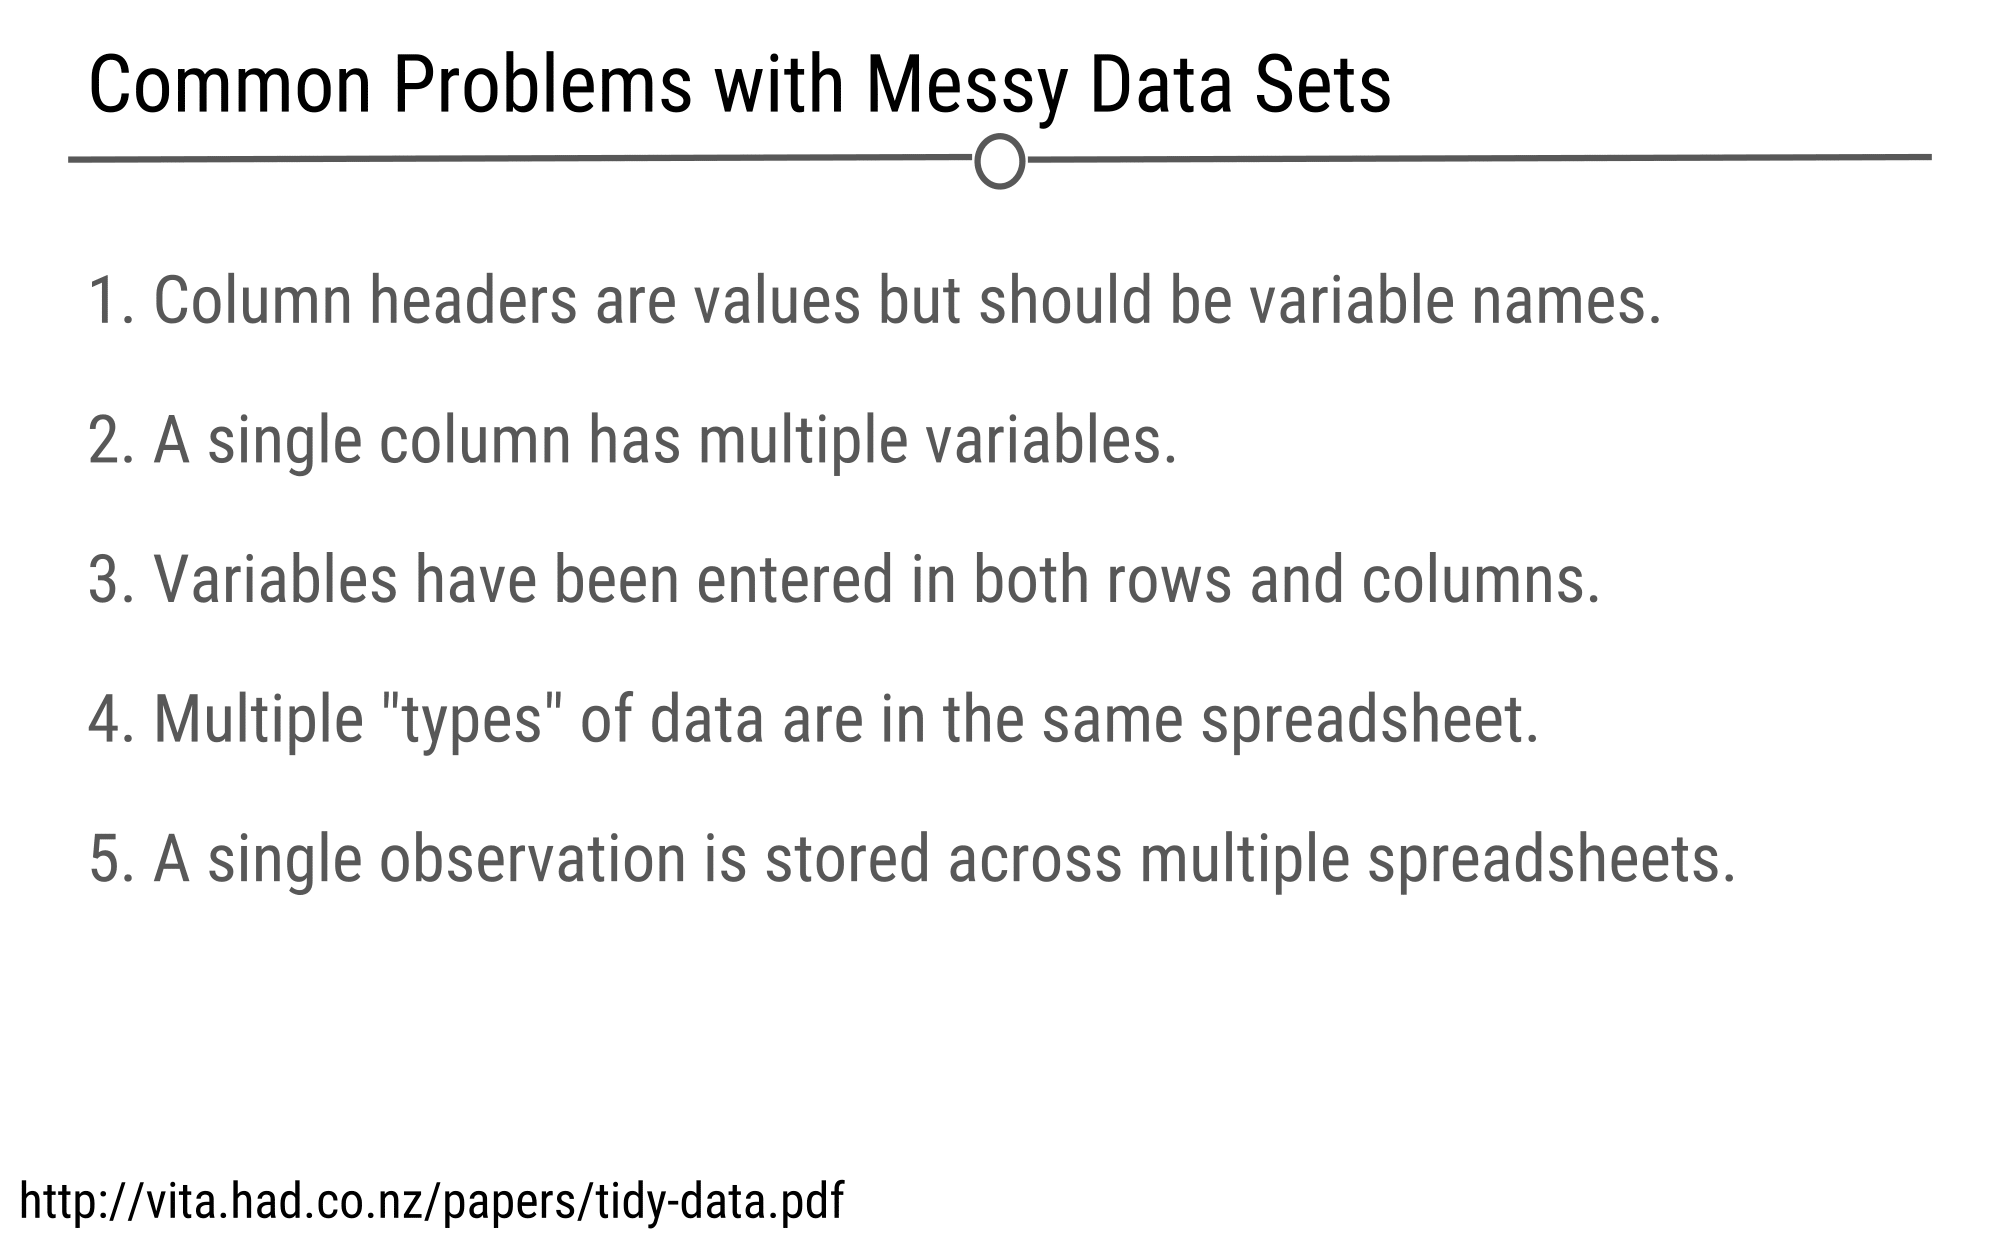 Common Problems with Messy Data Sets
1. Column headers are values but should be variable names.
2. A single column has multiple variables.
3. Variables have been entered in both rows and columns.
4. Multiple "types" of data are in the same spreadsheet.
5. A single observation is stored across multiple spreadsheets.
http://vita.had.co.nz/papers/tidy-data.pdf